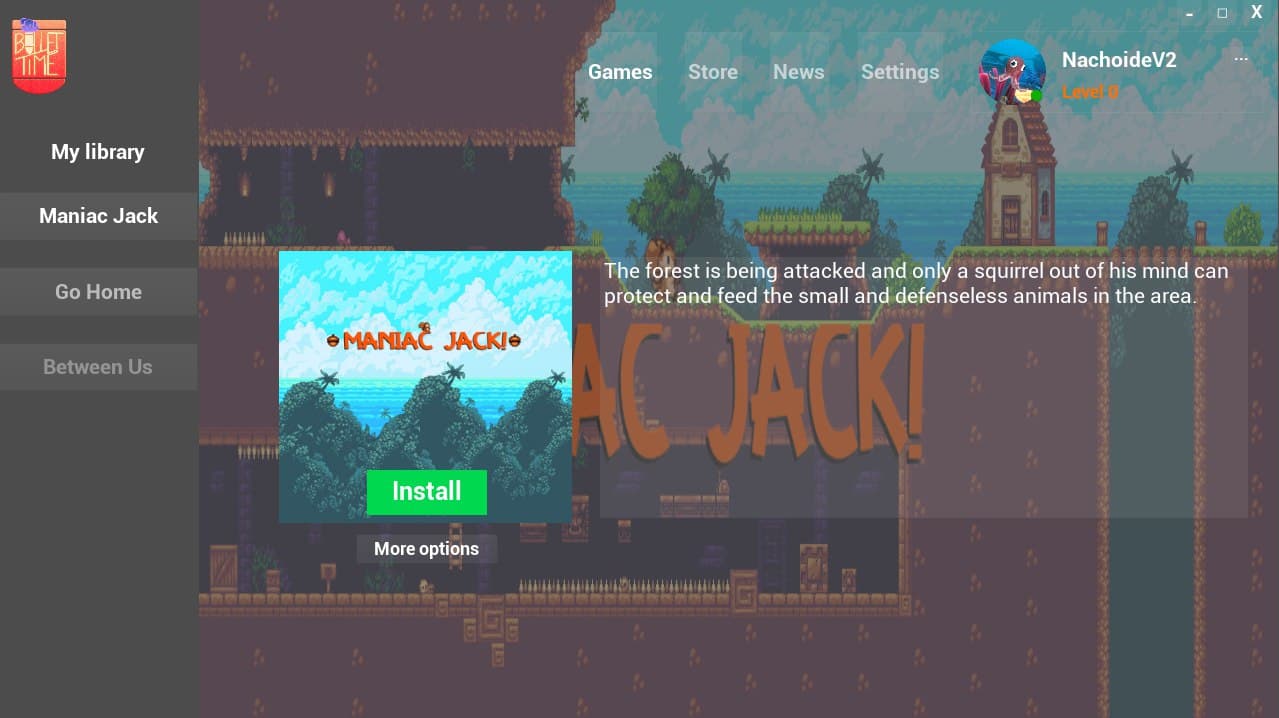 BULLET
TIME
X
Games
Store
News
Settings
NachoideV2
...
Level 0
My library
Maniac Jack
Go Home
Between Us
The forest is being attacked and only a squirrel out of his mind can
protect and feed the small and defenseless animals in the area.
MANIAC JACK!
AC JACK!
Install
More options